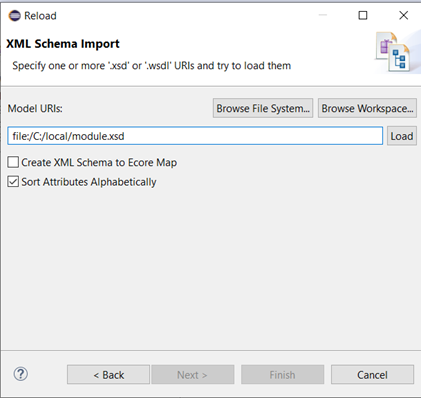 Reload
XML Schema Import
Specify one or more '.xsd' or '.wsdl' URIs and try to load them
Model URIs:
Browse File System...
Browse Workspace...
file:/C:/local/module.xsd
Load
Create XML Schema to Ecore Map
Sort Attributes Alphabetically
?
< Back
Next >
Finish
Cancel